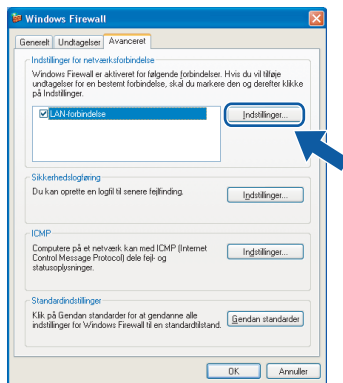 Windows Firewall
Generelt Undtagelser Avanceret
Indstillinger for netværksforbindelse
Windows Firewall er aktiveret for følgende forbindelser. Hvis du vil tilføje
undtagelser for en bestemt forbindelse, skal du markere den og derefter klikke
på Indstillinger.
LAN-forbindelse
Indstillinger...
Sikkerhedslogføring
Du kan oprette en logfil til senere fejlfinding.
Indstillinger...
ICMP
Computere på et netværk kan med ICMP (Internet
Control Message Protocol) dele fejl- og
statusoplysninger.
Indstillinger...
Standardindstillinger
Klik på Gendan standarder for at gendanne alle
indstillinger for Windows Firewall til en standardtilstand.
Gendan standarder
OK Annuller